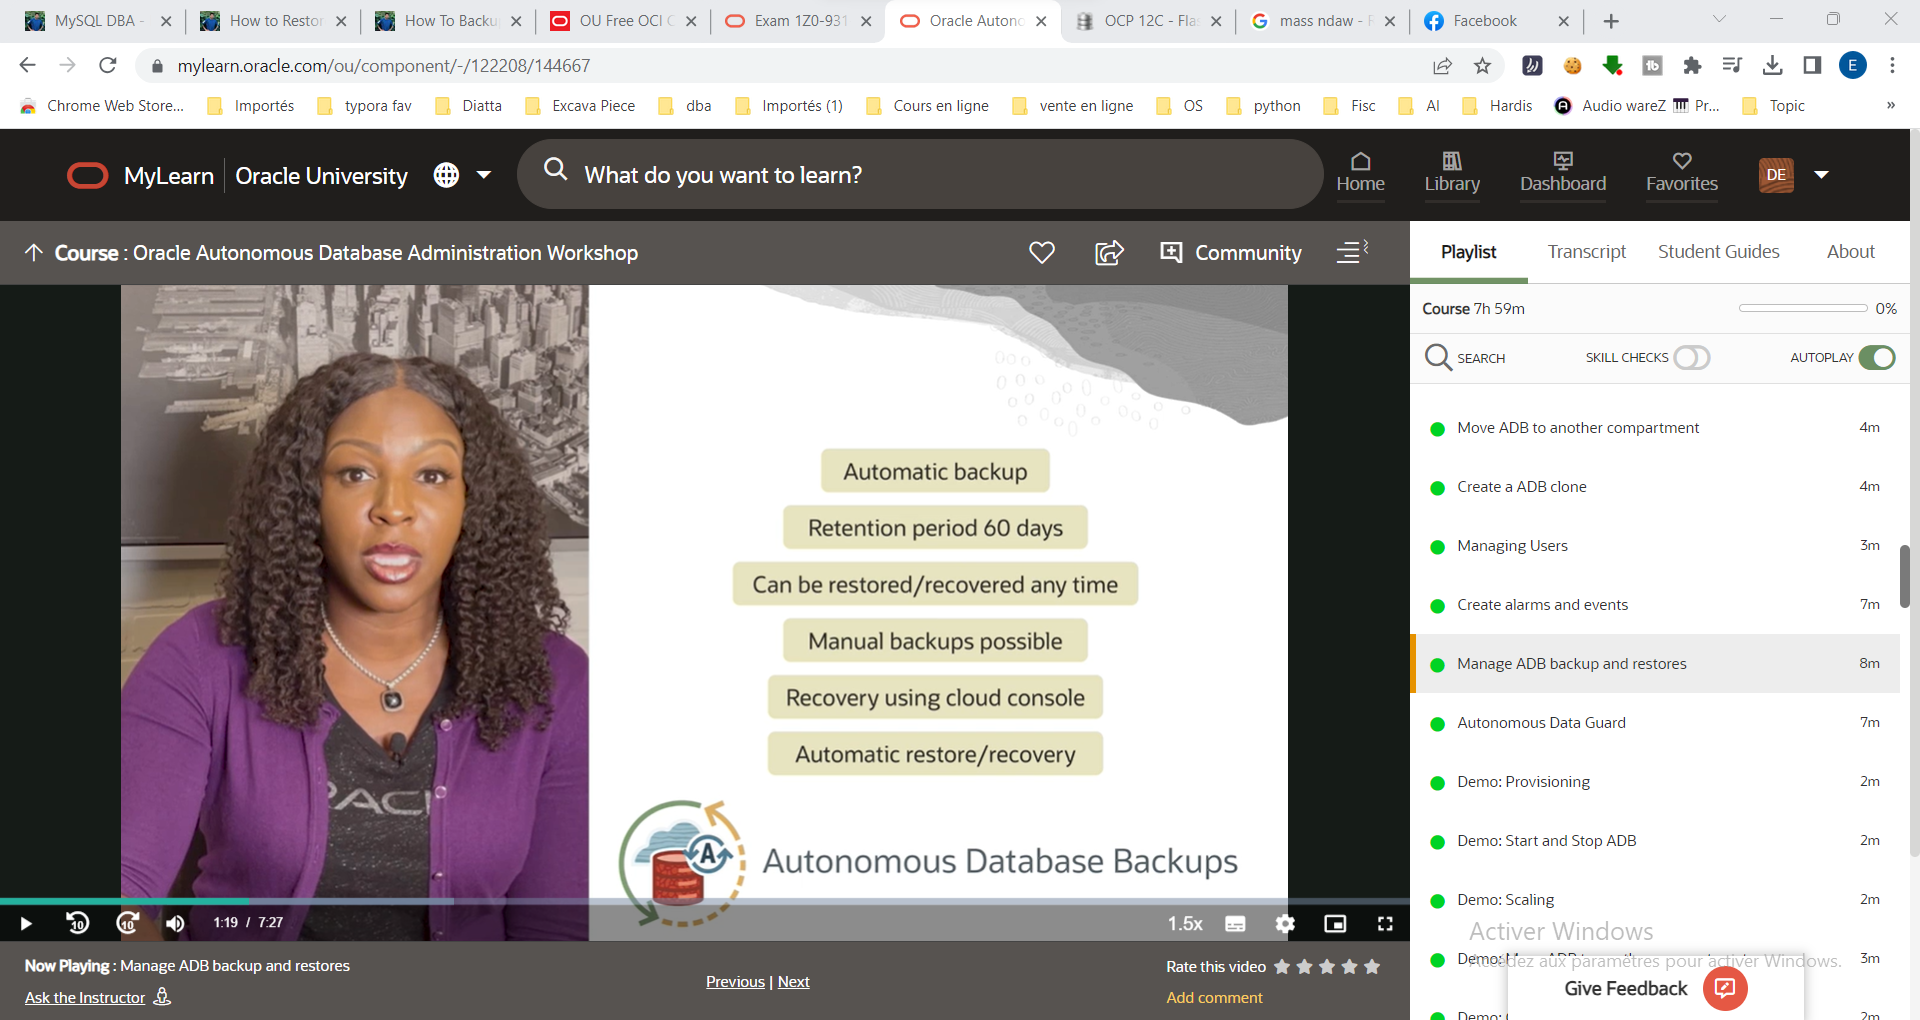 MySQL DBA -
How to Restor
How To Backu
OU Free OCI C
Exam 1Z0-931
Oracle Autono
OCP 12C - Fla
mass ndaw - R
Facebook
mylearn.oracle.com/ou/component/-/122208/144667
E
Chrome Web Store...
Importés
typora fav
Diatta
Excava Piece
dba
Importés (1)
Cours en ligne
vente en ligne
OS
python
Fisc
AI
Hardis
Audio wareZ
Pr...
Topic
»
MyLearn
Oracle University
What do you want to learn?
Home
Library
Dashboard
Favorites
DE
Course : Oracle Autonomous Database Administration Workshop
Community
Playlist
Transcript
Student Guides
About
Course 7h 59m
0%
SEARCH
SKILL CHECKS
AUTOPLAY
Automatic backup
Retention period 60 days
Can be restored/recovered any time
Manual backups possible
Recovery using cloud console
Automatic restore/recovery
A
Autonomous Database Backups
Move ADB to another compartment 4m
Create a ADB clone 4m
Managing Users 3m
Create alarms and events 7m
Manage ADB backup and restores 8m
Autonomous Data Guard 7m
Demo: Provisioning 2m
Demo: Start and Stop ADB 2m
Demo: Scaling 2m
Activer Windows
Accédez aux paramètres pour activer Windows.
3m
Demo:
2m
Give Feedback
10
10
1:19 / 7:27
1.5x
Now Playing : Manage ADB backup and restores
Ask the Instructor
Previous | Next
Rate this video
Add comment